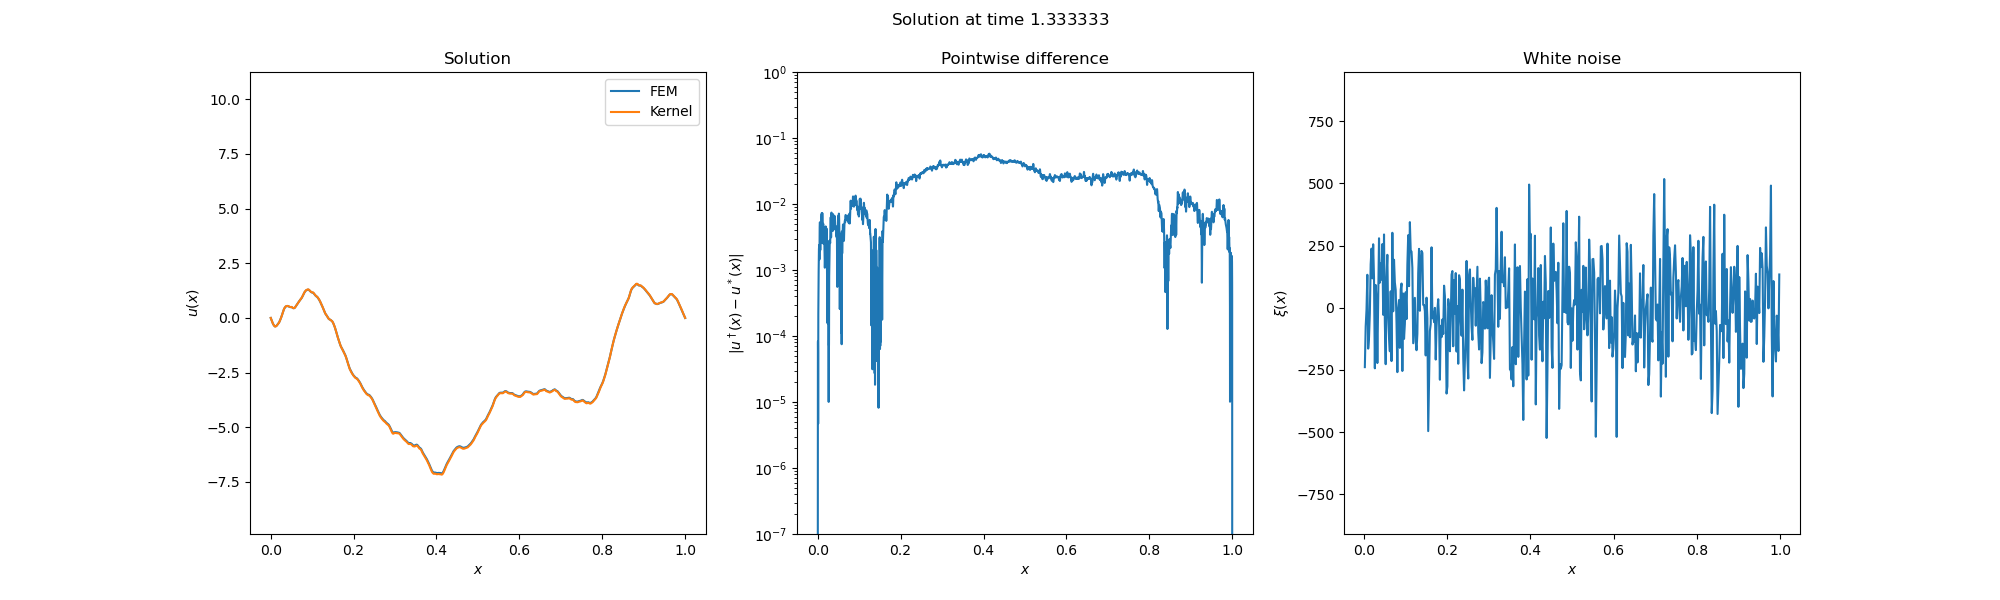 Solution at time 1.333333
Solution
10.0
7.5
5.0
2.5
0.0
−2.5
−5.0
−7.5
u(x)
0.0 0.2 0.4 0.6 0.8 1.0
x
FEM
Kernel
Pointwise difference
10⁰
10⁻¹
10⁻²
10⁻³
10⁻⁴
10⁻⁵
10⁻⁶
10⁻⁷
|u†(x) − u*(x)|
0.0 0.2 0.4 0.6 0.8 1.0
x
White noise
750
500
250
0
−250
−500
−750
ξ(x)
0.0 0.2 0.4 0.6 0.8 1.0
x